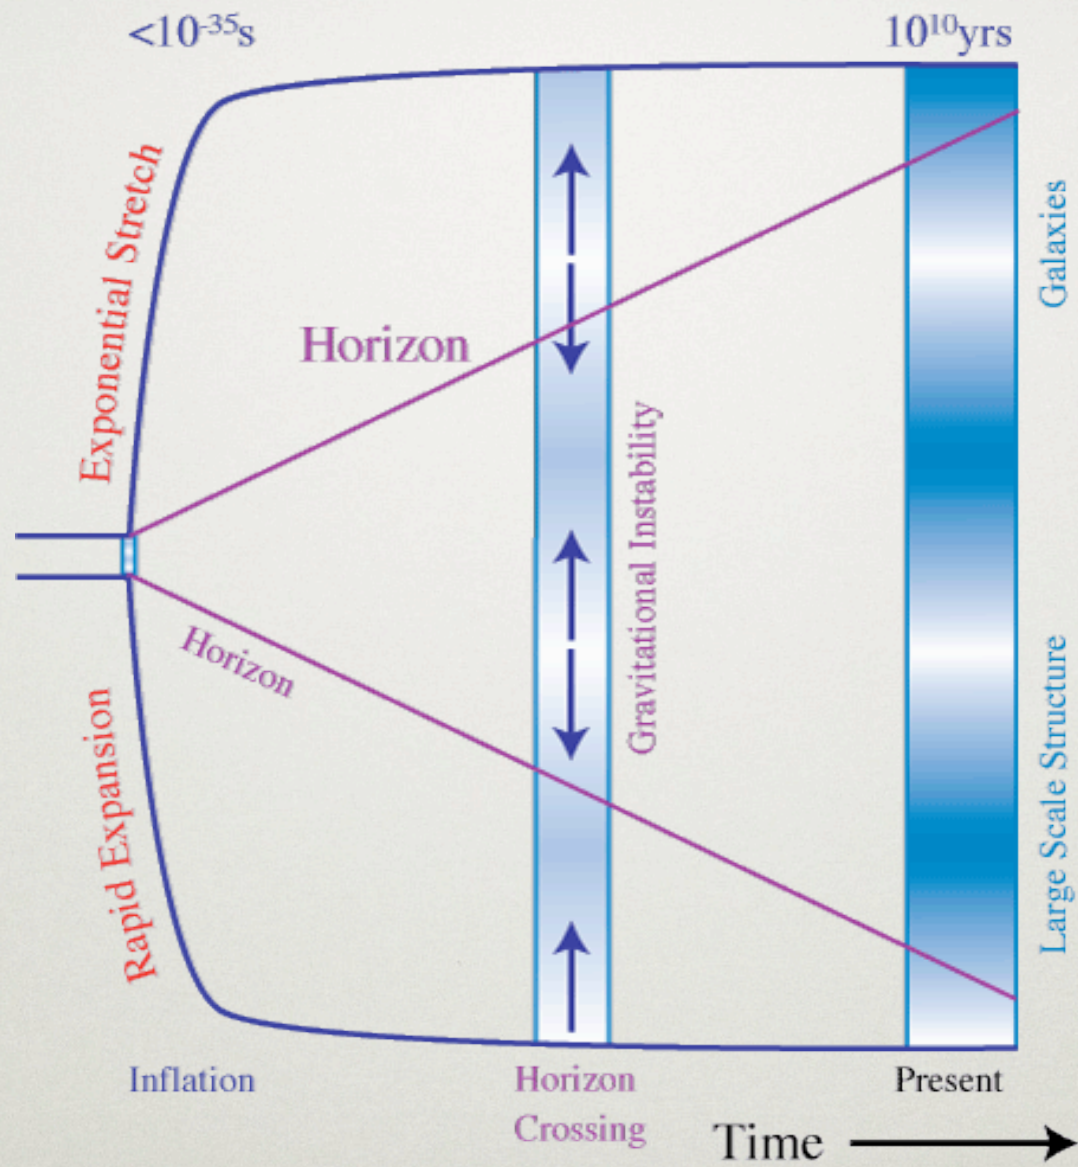 <10⁻³⁵s
10¹⁰yrs
Exponential Stretch
Galaxies
Horizon
Gravitational Instability
Horizon
Rapid Expansion
Large Scale Structure
Inflation
Horizon
Crossing
Present
Time